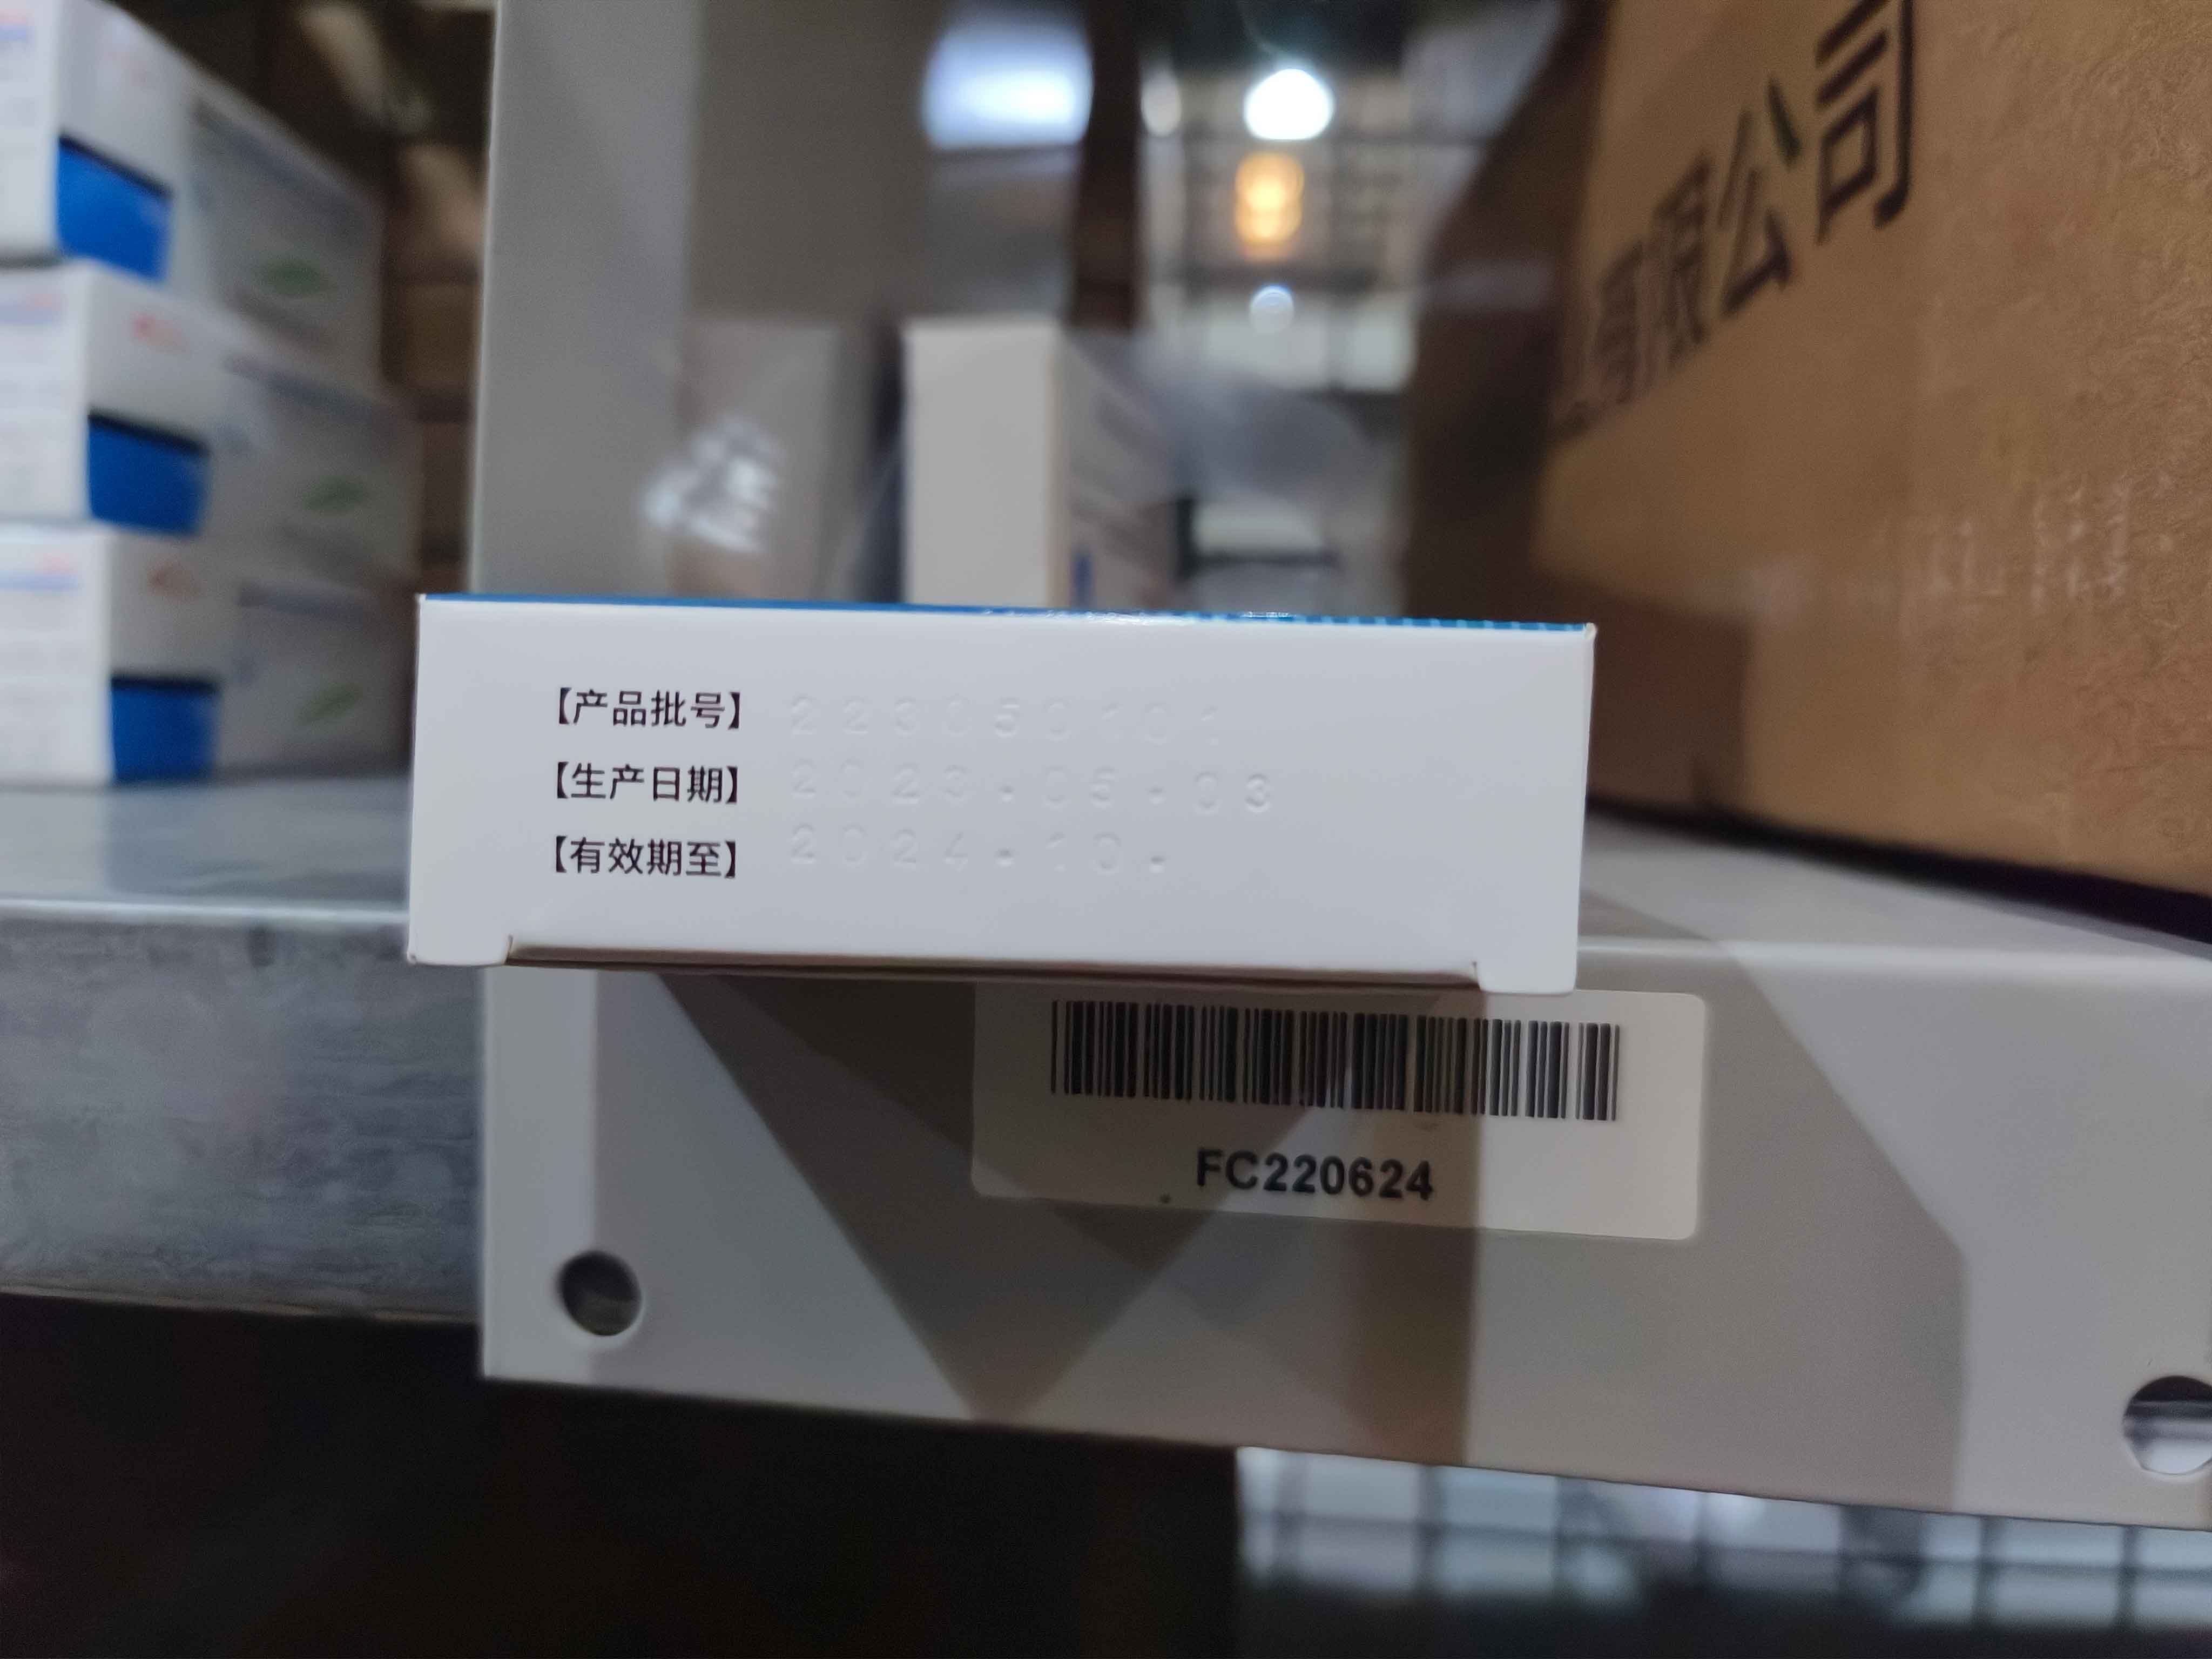 有限公司
【产品批号】 223050101
【生产日期】 2023.05.03
【有效期至】 2024.10.
FC220624